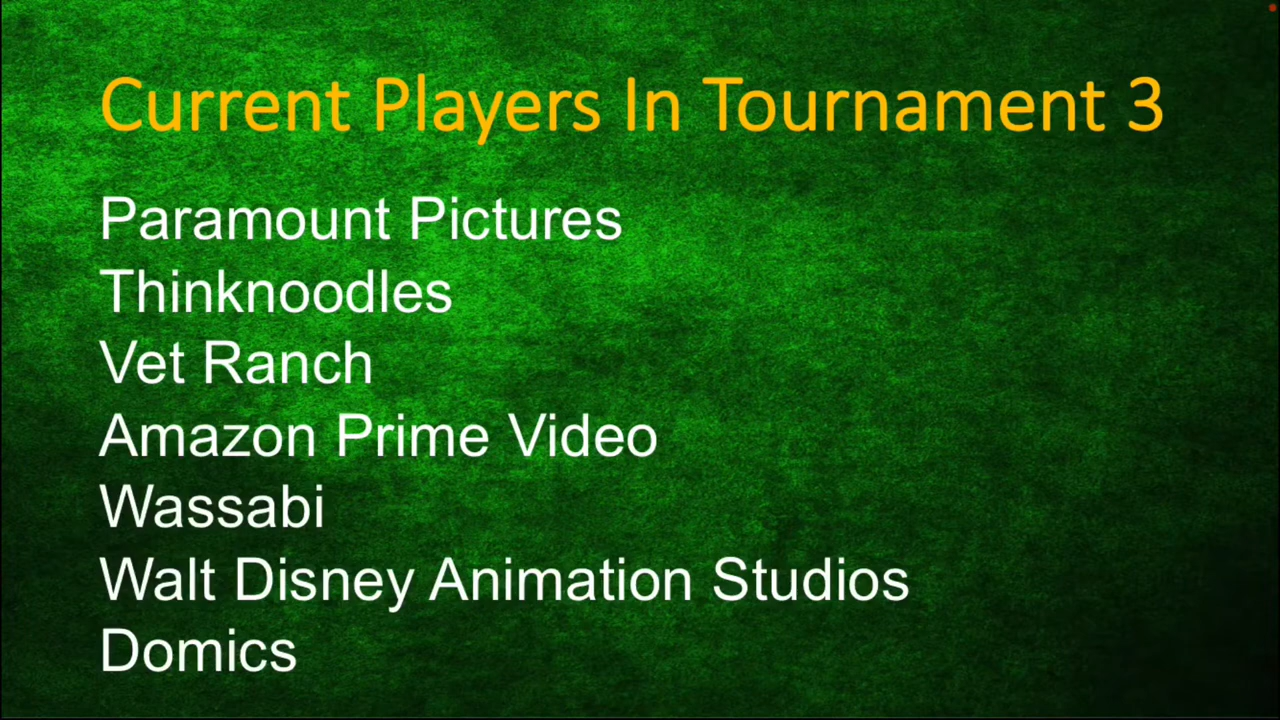 Current Players In Tournament 3
Paramount Pictures
Thinknoodles
Vet Ranch
Amazon Prime Video
Wassabi
Walt Disney Animation Studios
Domics